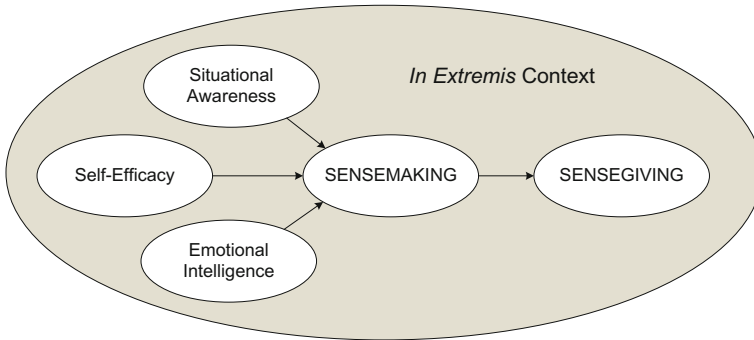 Situational
Awareness
In Extremis Context
Self-Efficacy
SENSEMAKING
SENSEGIVING
Emotional
Intelligence